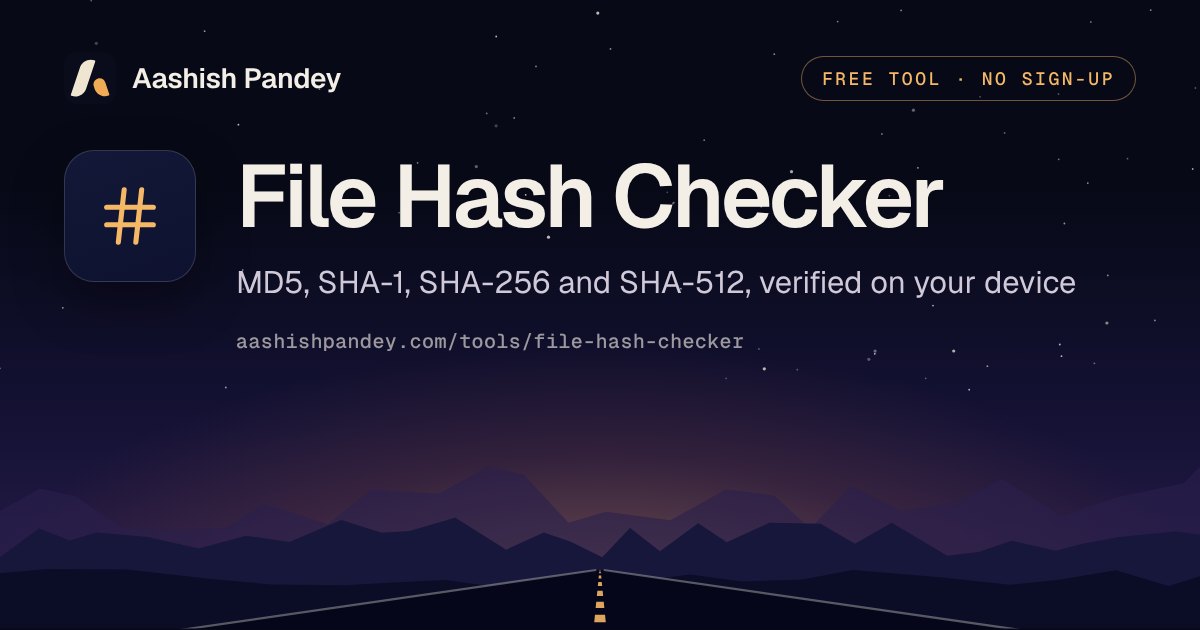 Aashish Pandey
FREE TOOL · NO SIGN-UP
#
File Hash Checker
MD5, SHA-1, SHA-256 and SHA-512, verified on your device
aashishpandey.com/tools/file-hash-checker